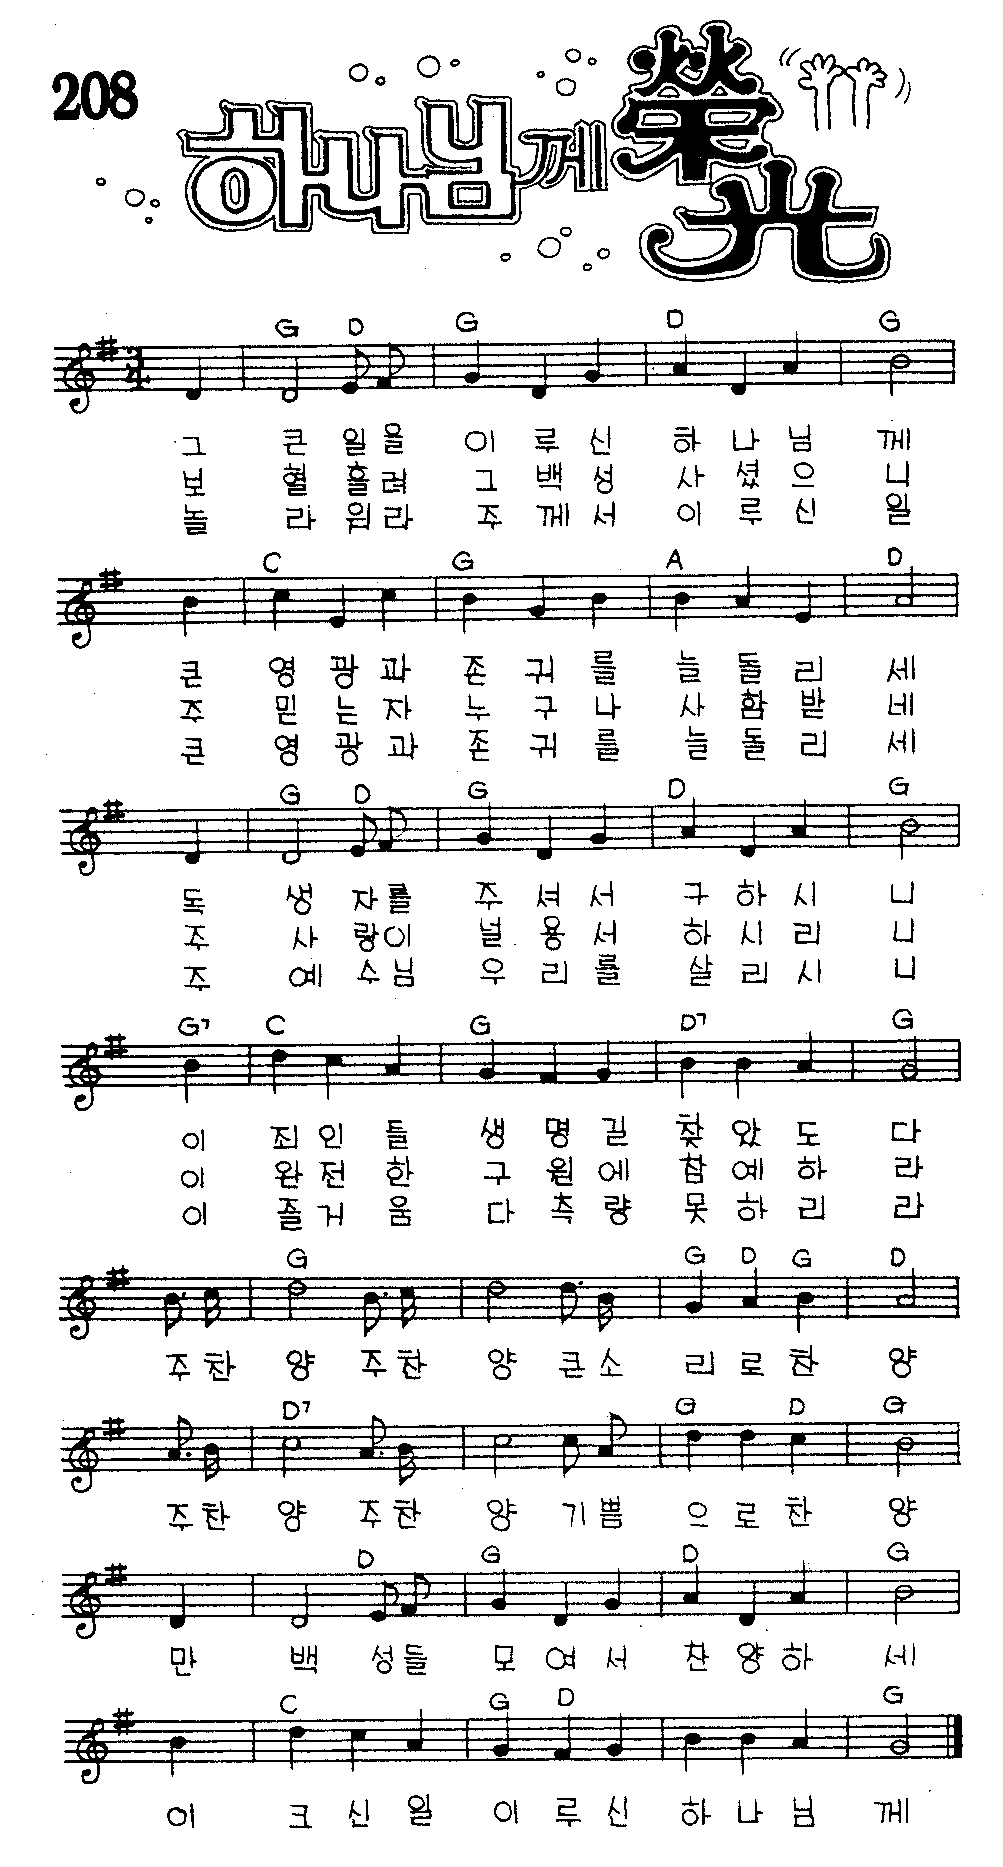 208
하나님께 榮光
G D G D G
그 큰 일을 이 루 신 하 나 님 께
보 혈 흘려 그 백 성 사 셨 으 니
놀 라 워라 주 께 서 이 루 신 일
C G A D
큰 영 광 과 존 귀 를 늘 돌 리 세
주 믿 는 자 누 구 나 사 함 받 네
큰 영 광 과 존 귀 를 늘 돌 리 세
G D G D G
독 생 자를 주 셔 서 구 하 시 니
주 사 랑이 널 용 서 하 시 리 니
주 예 수님 우 리 를 살 리 시 니
G7 C G D7 G
이 죄 인 들 생 명 길 찾 았 도 다
이 완 전 한 구 원 에 참 예 하 라
이 즐 거 움 다 측 량 못 하 리 라
G G D G D
주 찬 양 주 찬 양 큰 소 리 로 찬 양
D7 G D G
주 찬 양 주 찬 양 기 쁨 으 로 찬 양
D G D G
만 백 성들 모 여 서 찬 양 하 세
C G D G
이 크 신 일 이 루 신 하 나 님 께